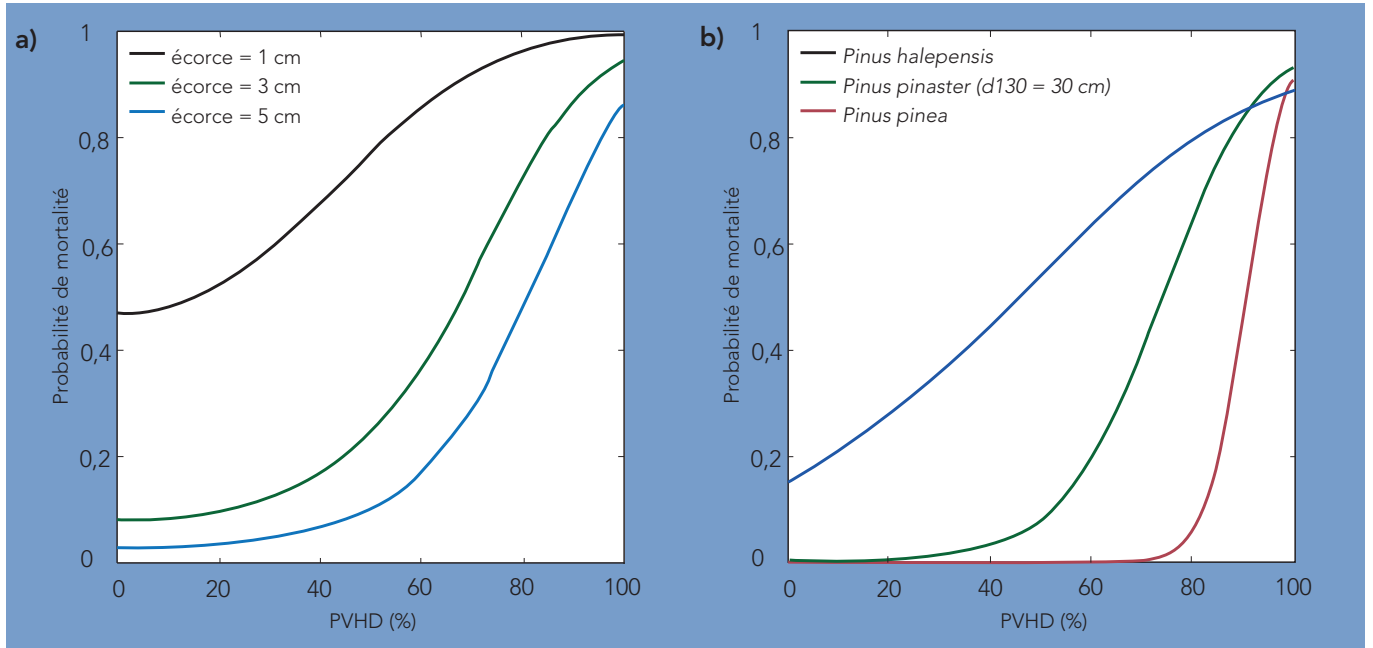 a)
écorce = 1 cm
écorce = 3 cm
écorce = 5 cm
Probabilité de mortalité
1
0,8
0,6
0,4
0,2
0
0 20 40 60 80 100
PVHD (%)
b)
Pinus halepensis
Pinus pinaster (d130 = 30 cm)
Pinus pinea
Probabilité de mortalité
1
0,8
0,6
0,4
0,2
0
0 20 40 60 80 100
PVHD (%)